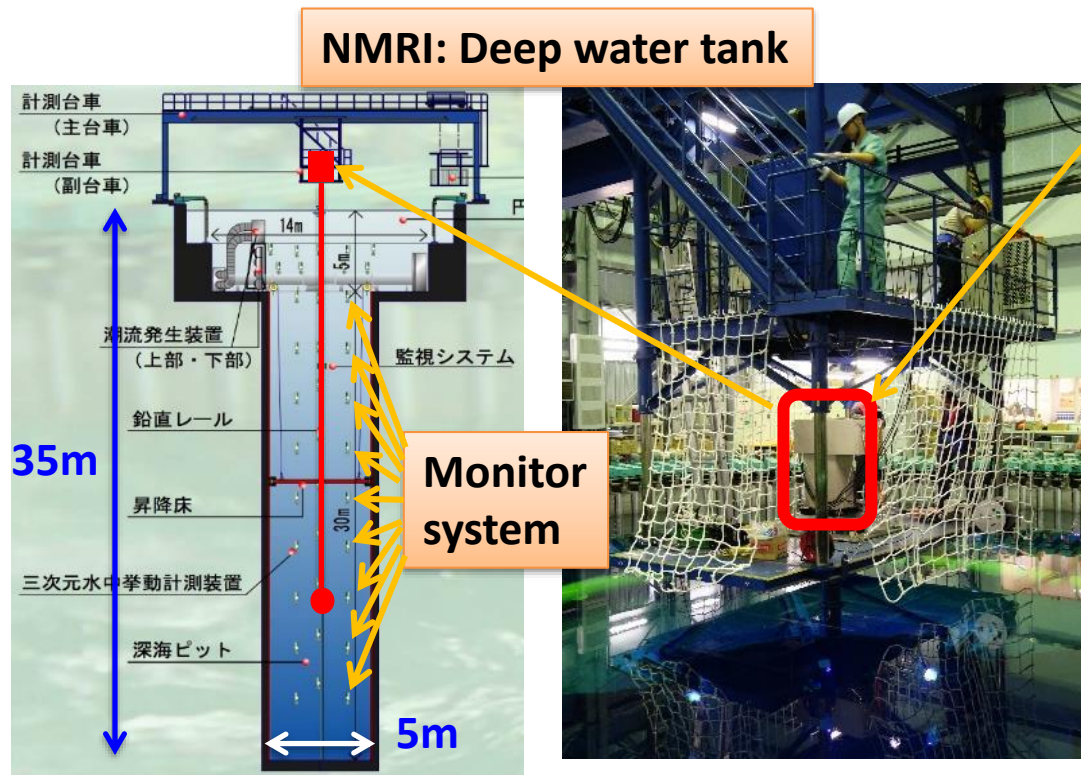 NMRI: Deep water tank
計測台車
（主台車）
計測台車
（副台車）
円
14m
5m
潮流発生装置
（上部・下部）
監視システム
鉛直レール
35m
Monitor
system
昇降床
30m
三次元水中挙動計測装置
深海ピット
5m